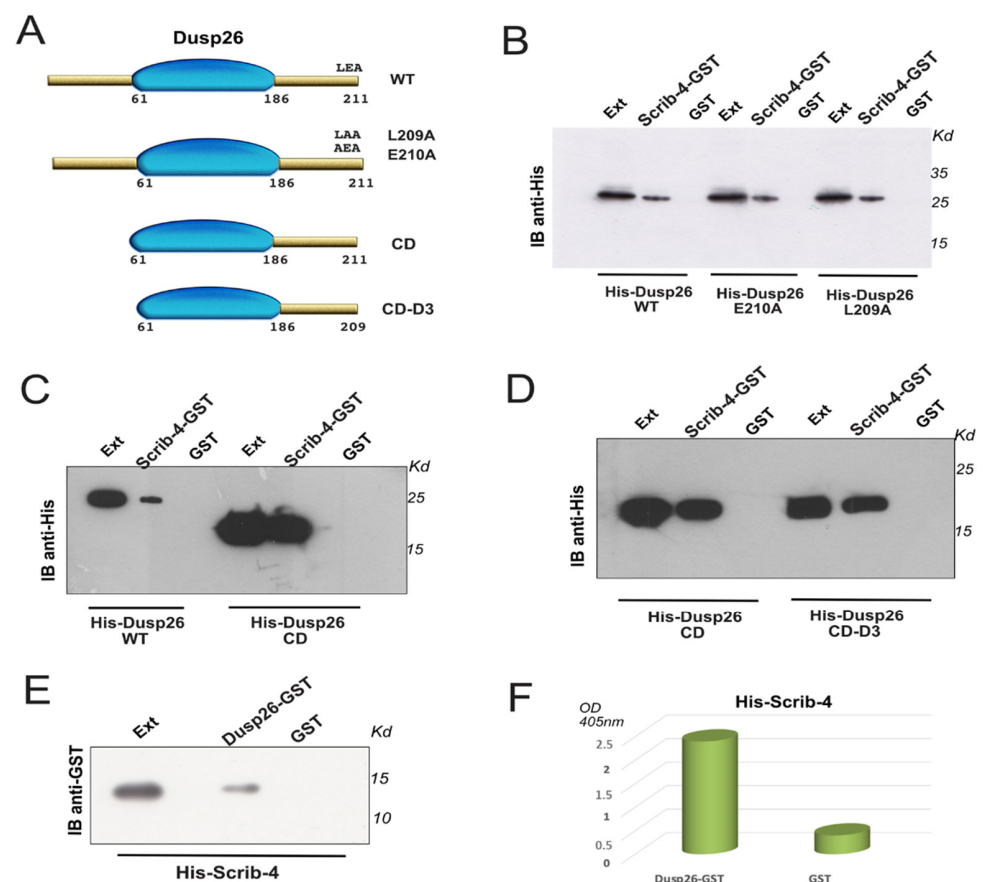 A
Dusp26
LEA
WT
61 186 211
LAA
AEA
L209A
E210A
61 186 211
CD
61 186 211
CD-D3
61 186 209
B
Ext Scrib-4-GST GST Ext Scrib-4-GST GST Ext Scrib-4-GST GST
Kd
35
25
15
IB anti-His
His-Dusp26 His-Dusp26 His-Dusp26
WT E210A L209A
C
Ext Scrib-4-GST GST Ext Scrib-4-GST GST
Kd
25
15
IB anti-His
His-Dusp26 His-Dusp26
WT CD
D
Ext Scrib-4-GST GST Ext Scrib-4-GST GST
Kd
25
15
IB anti-His
His-Dusp26 His-Dusp26
CD CD-D3
E
Ext Dusp26-GST GST
Kd
15
10
IB anti-GST
His-Scrib-4
F
His-Scrib-4
OD
405nm
2.5
2
1.5
1
0.5
0
Dusp26-GST GST